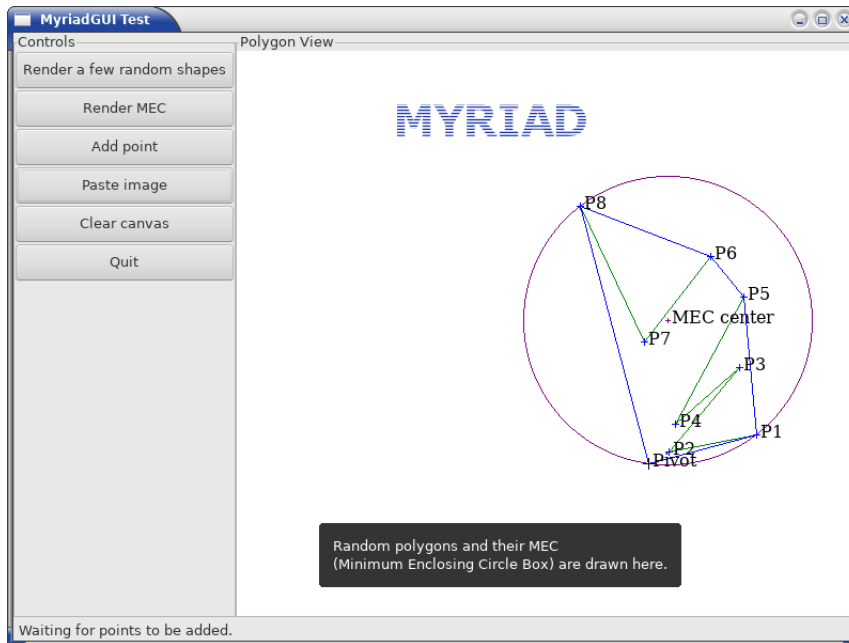 MyriadGUI Test
Controls
Polygon View
Render a few random shapes
Render MEC
Add point
Paste image
Clear canvas
Quit
MYRIAD
P8
P6
P5
MEC center
P7
P3
P4
P1
P2
Pivot
Random polygons and their MEC
(Minimum Enclosing Circle Box) are drawn here.
Waiting for points to be added.